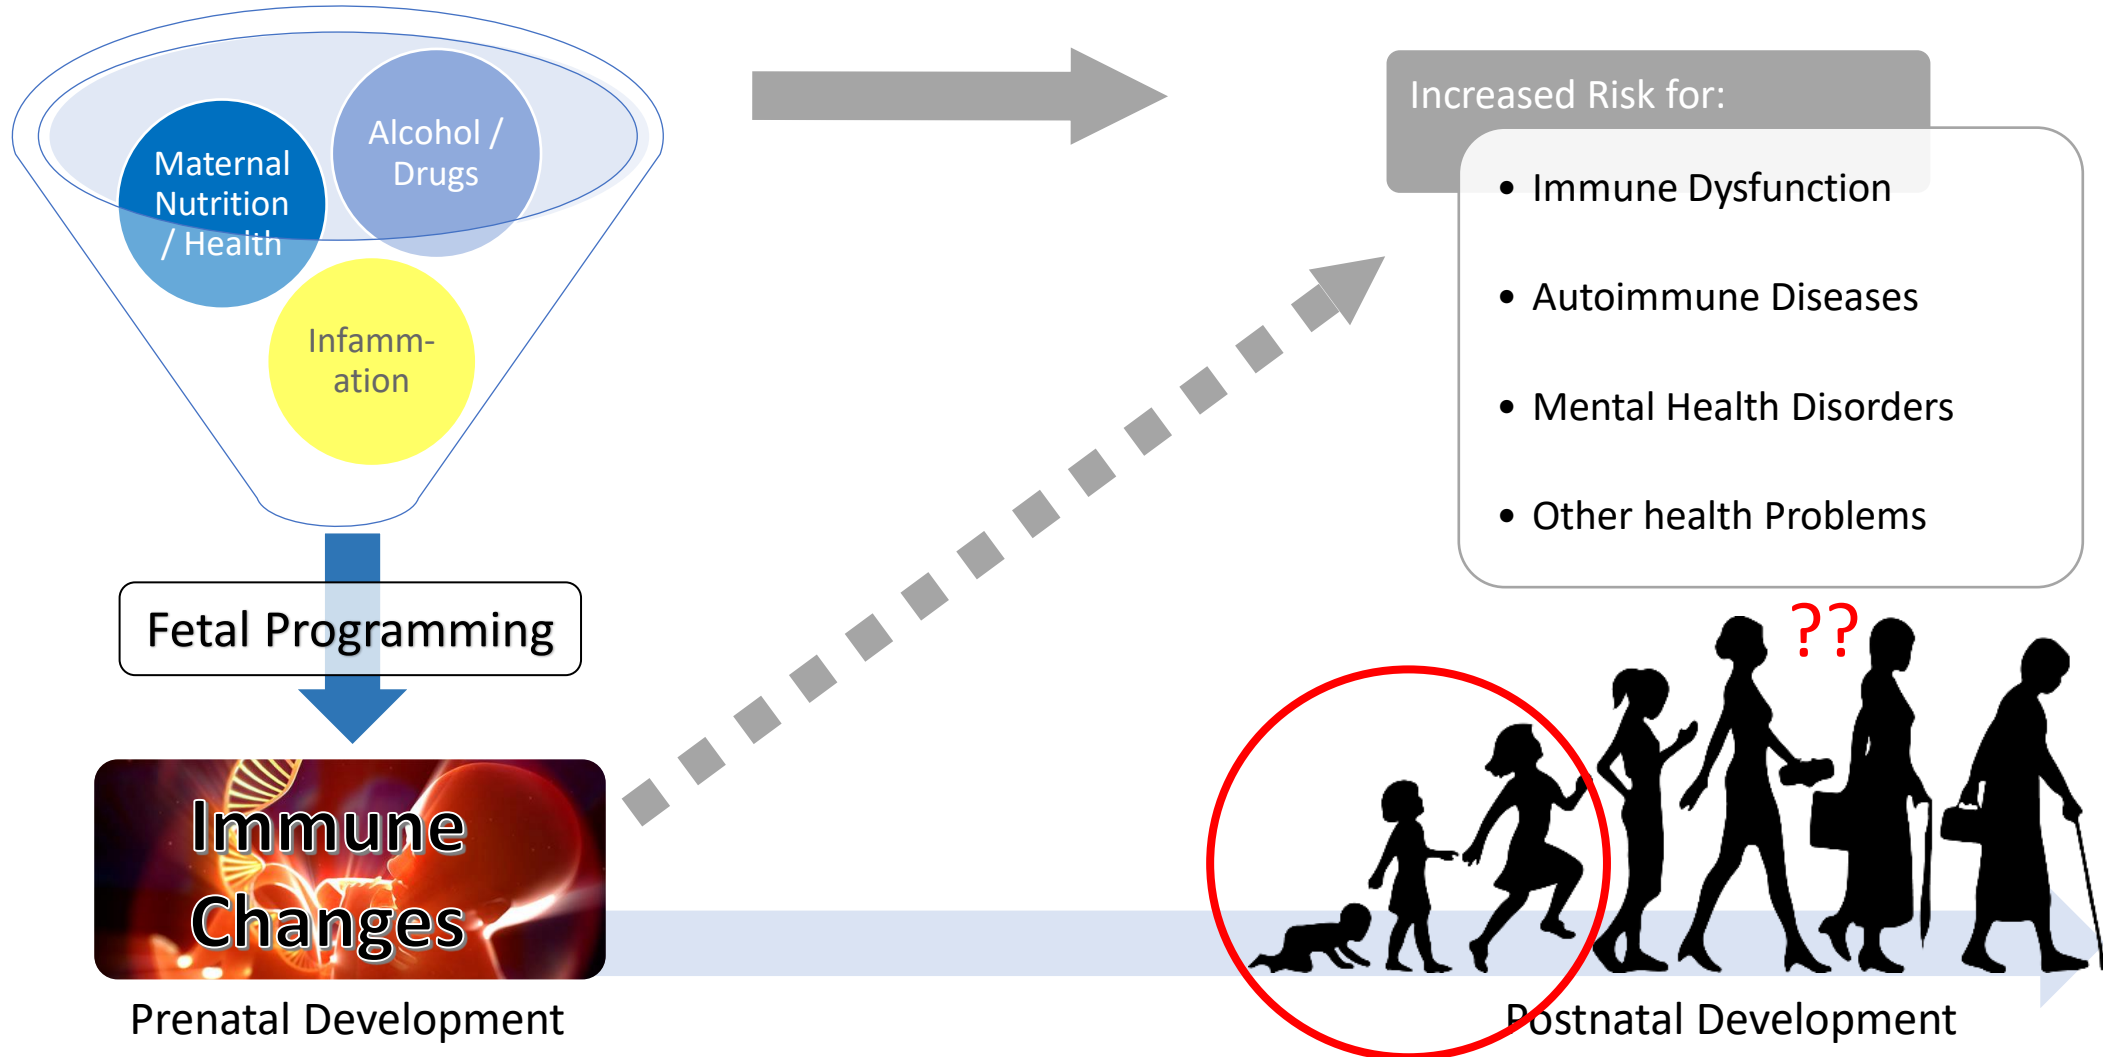 Maternal
Nutrition
/ Health
Alcohol /
Drugs
Infamm-
ation
Fetal Programming
Immune
Changes
Prenatal Development
Increased Risk for:
• Immune Dysfunction
• Autoimmune Diseases
• Mental Health Disorders
• Other health Problems
??
Postnatal Development